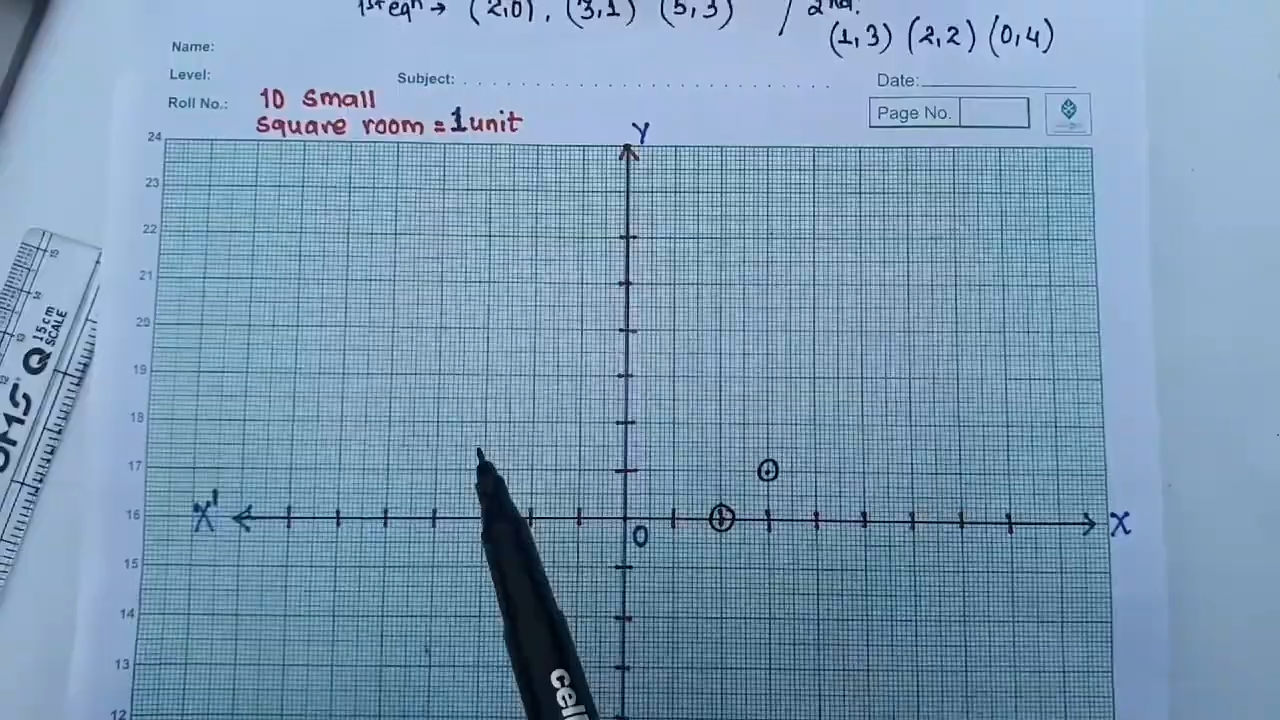 1st eqn → (2,0), (3,1) (5,3) / 2nd.
(1,3) (2,2) (0,4)
Name:
Level:
Subject:
Date:
Roll No.:
Page No.
10 Small
Square room = 1 unit
Y
24
23
22
21
20
19
18
17
16
15
14
13
12
X'
O
X
15 cm
SCALE
cell